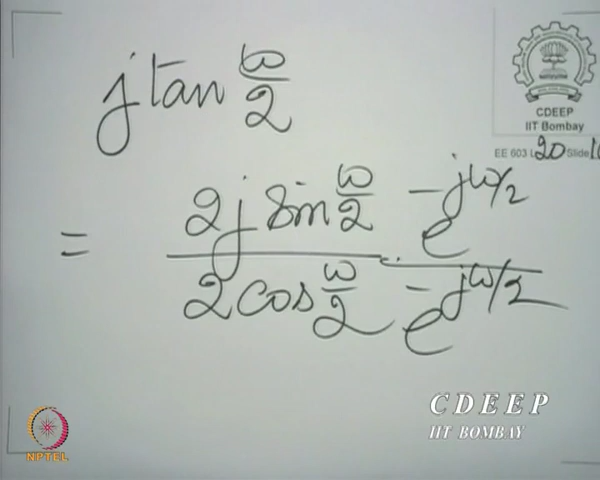 j tan ω/2
CDEEP
IIT Bombay
EE 603 L 20 Slide 10
= 2j sin ω/2 / 2 cos ω/2 · e^(-jω/2) / e^(-jω/2)
CDEEP
IIT BOMBAY
NPTEL